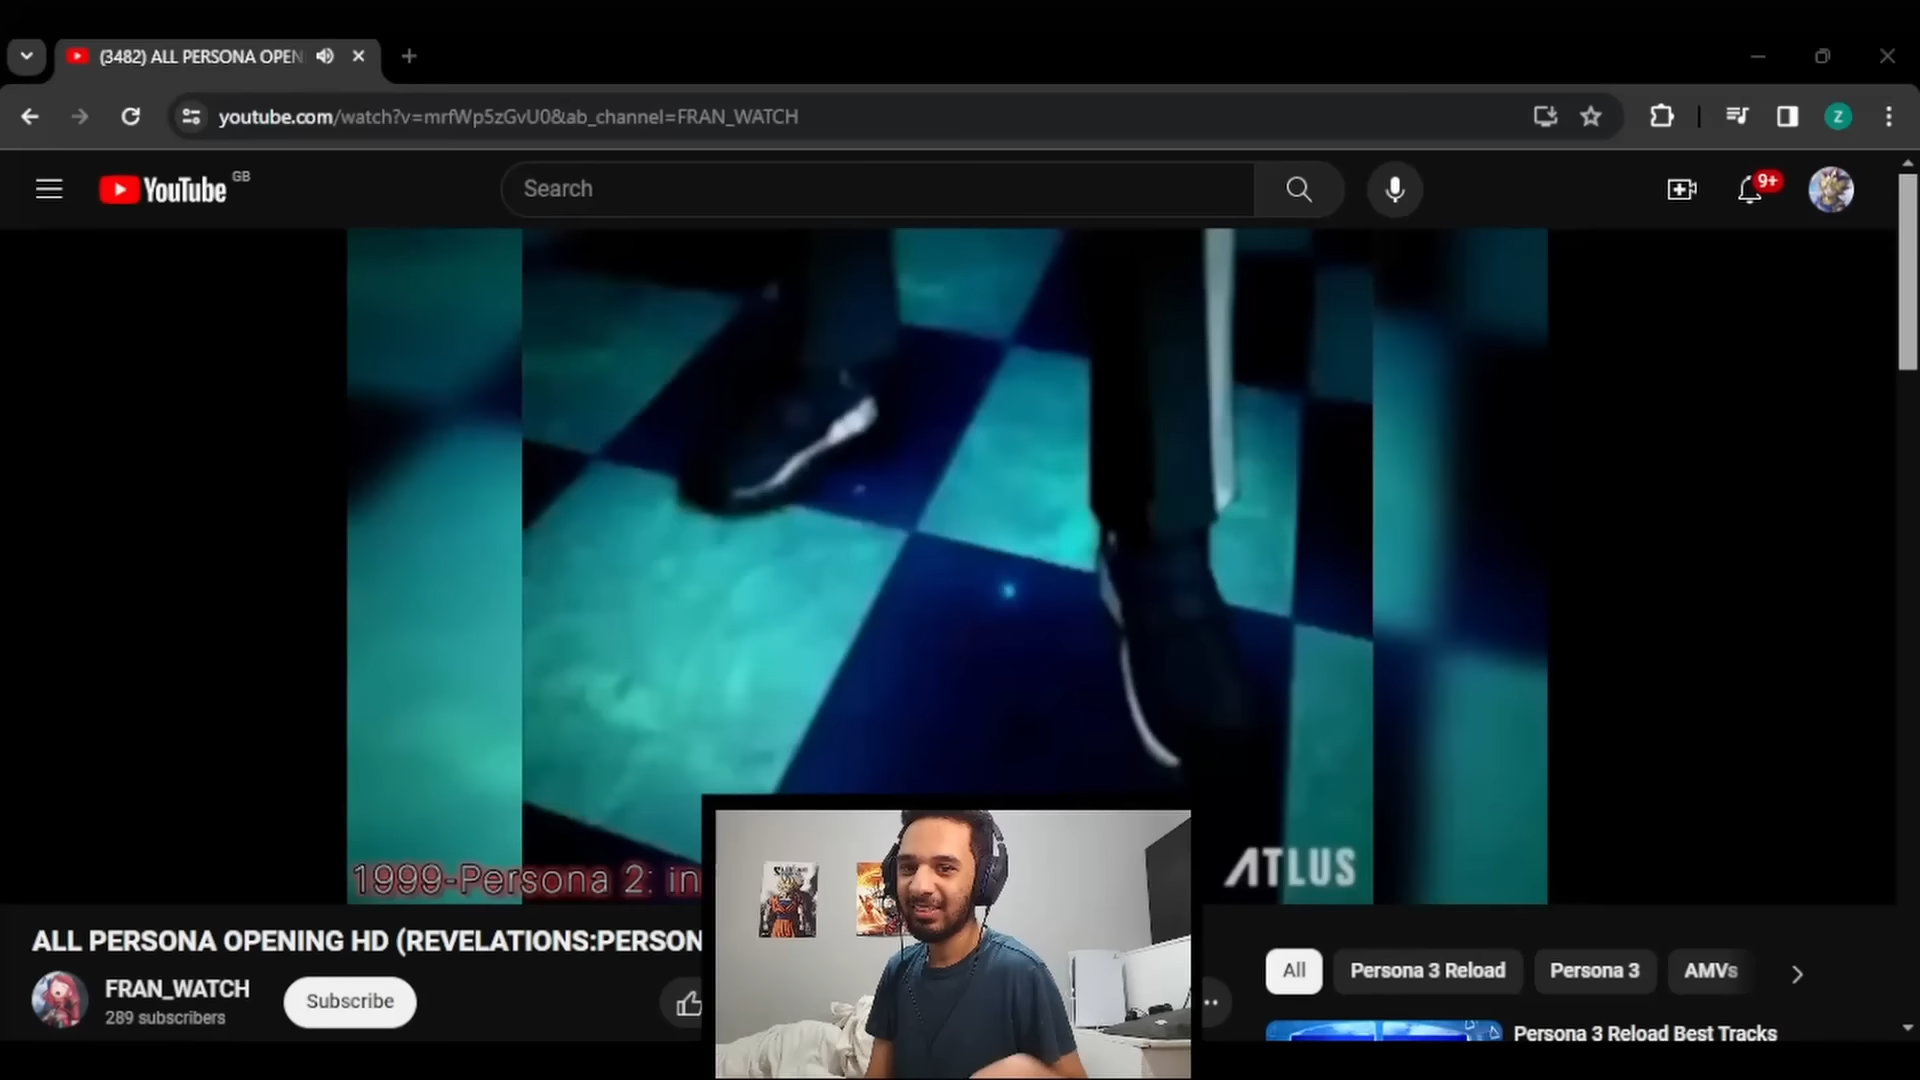 (3482) ALL PERSONA OPEN
youtube.com/watch?v=mrfWp5zGvU0&ab_channel=FRAN_WATCH
Z
YouTube GB
Search
9+
ATLUS
1999-Persona 2: in
ALL PERSONA OPENING HD (REVELATIONS:PERSON
FRAN_WATCH
289 subscribers
Subscribe
All
Persona 3 Reload
Persona 3
AMVs
Persona 3 Reload Best Tracks